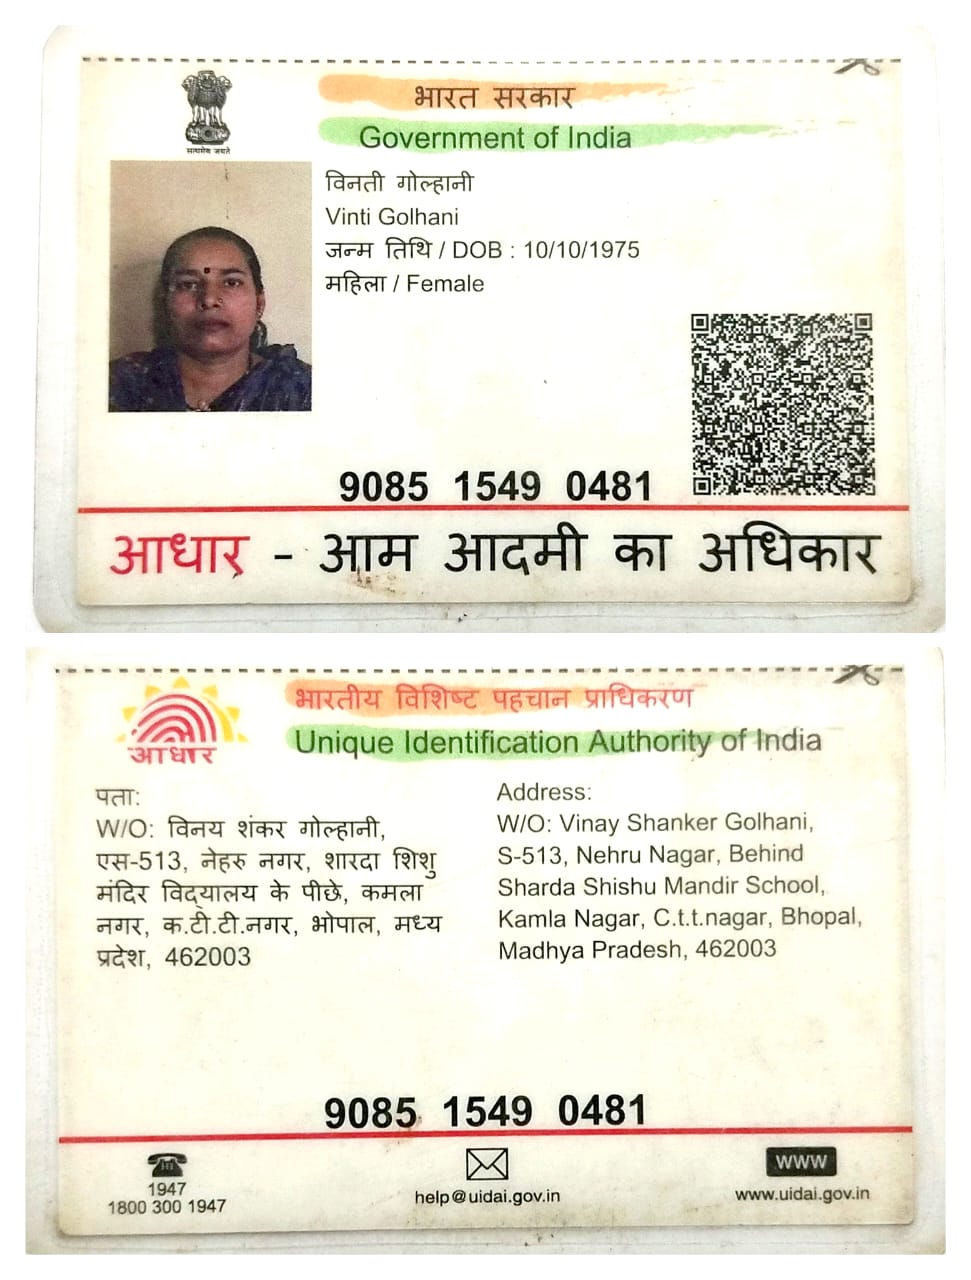 भारत सरकार
Government of India
सत्यमेव जयते
विनती गोल्हानी
Vinti Golhani
जन्म तिथि / DOB : 10/10/1975
महिला / Female
9085 1549 0481
आधार - आम आदमी का अधिकार
भारतीय विशिष्ट पहचान प्राधिकरण
Unique Identification Authority of India
आधार
पता:
W/O: विनय शंकर गोल्हानी,
एस-513, नेहरु नगर, शारदा शिशु
मंदिर विद्यालय के पीछे, कमला
नगर, क.टी.टी.नगर, भोपाल, मध्य
प्रदेश, 462003
Address:
W/O: Vinay Shanker Golhani,
S-513, Nehru Nagar, Behind
Sharda Shishu Mandir School,
Kamla Nagar, C.t.t.nagar, Bhopal,
Madhya Pradesh, 462003
9085 1549 0481
1947
1800 300 1947
help@uidai.gov.in
WWW
www.uidai.gov.in